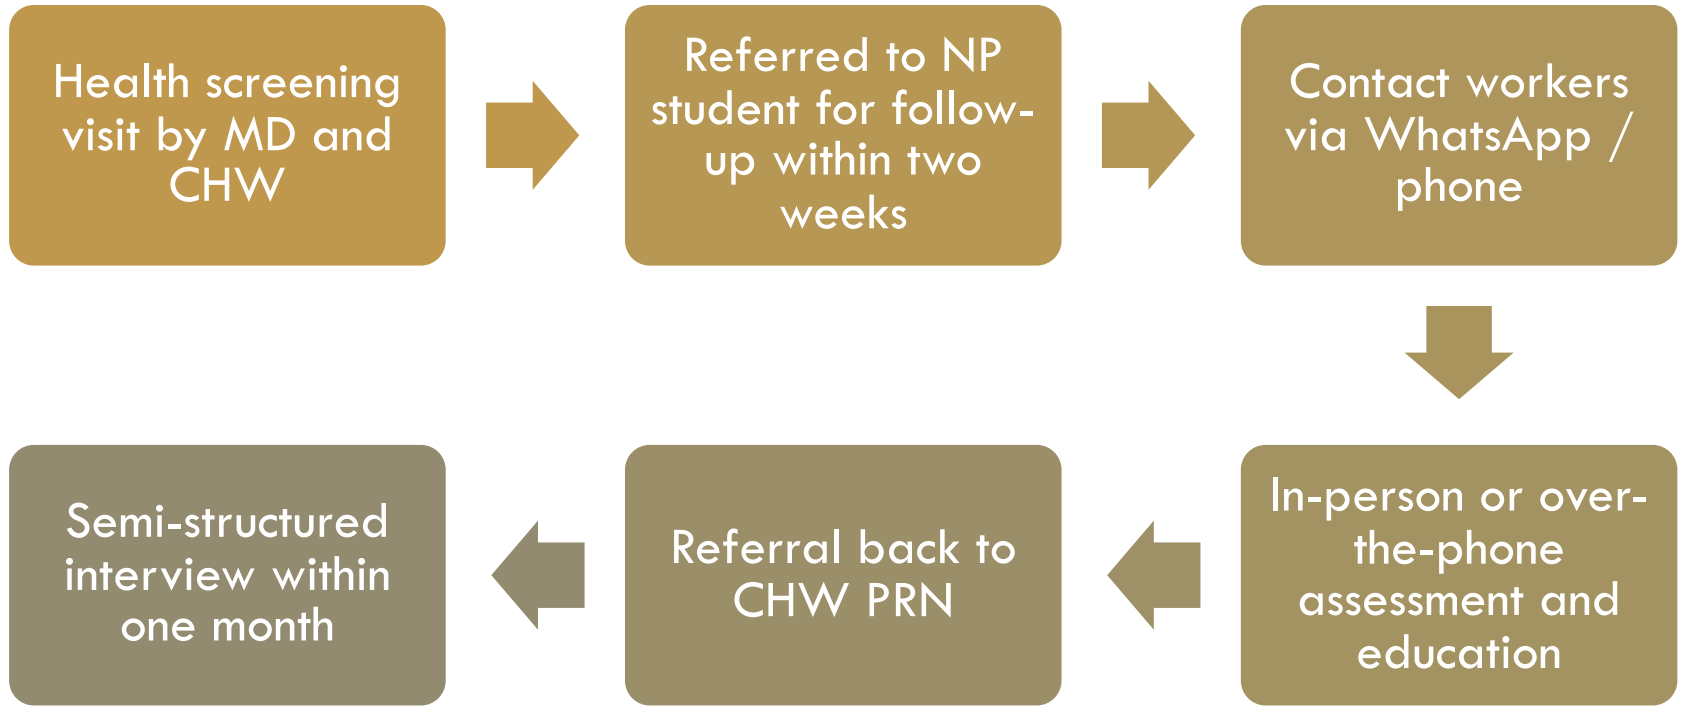 Health screening
visit by MD and
CHW
Referred to NP
student for follow-
up within two
weeks
Contact workers
via WhatsApp /
phone
In-person or over-
the-phone
assessment and
education
Referral back to
CHW PRN
Semi-structured
interview within
one month